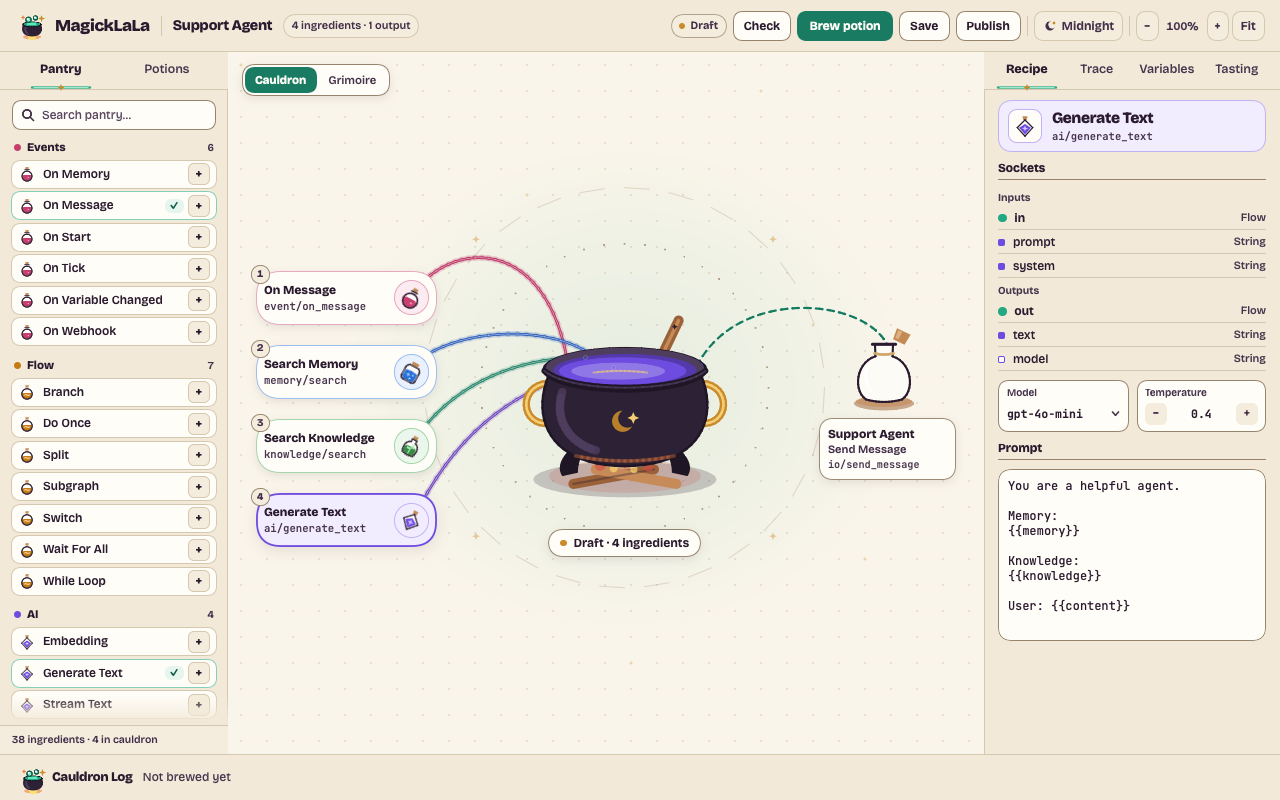 MagickLaLa
Support Agent
4 ingredients · 1 output
Draft
Check
Brew potion
Save
Publish
Midnight
−
100%
+
Fit
Pantry
Potions
Search pantry...
Events
6
On Memory
+
On Message
+
On Start
+
On Tick
+
On Variable Changed
+
On Webhook
+
Flow
7
Branch
+
Do Once
+
Split
+
Subgraph
+
Switch
+
Wait For All
+
While Loop
+
AI
4
Embedding
+
Generate Text
+
Stream Text
+
38 ingredients · 4 in cauldron
Cauldron
Grimoire
1
On Message
event/on_message
2
Search Memory
memory/search
3
Search Knowledge
knowledge/search
4
Generate Text
ai/generate_text
Draft · 4 ingredients
Support Agent
Send Message
io/send_message
Recipe
Trace
Variables
Tasting
Generate Text
ai/generate_text
Sockets
Inputs
in
Flow
prompt
String
system
String
Outputs
out
Flow
text
String
model
String
Model
gpt-4o-mini
Temperature
−
0.4
+
Prompt
You are a helpful agent.
Memory:
{{memory}}
Knowledge:
{{knowledge}}
User: {{content}}
Cauldron Log
Not brewed yet